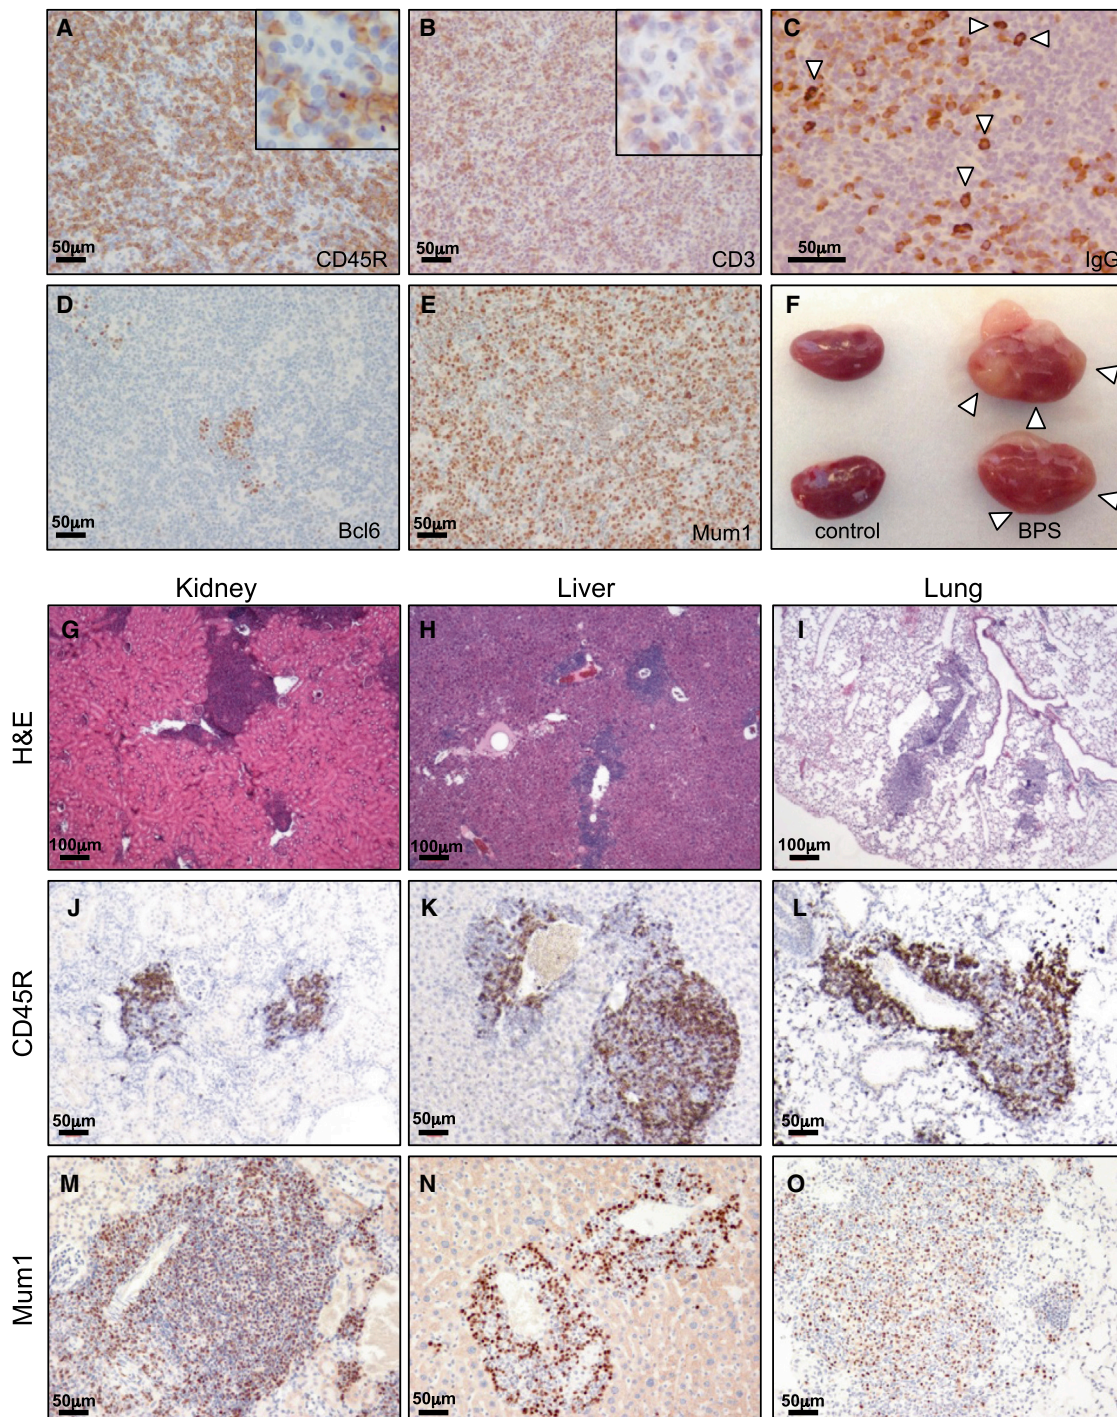 A
B
C
50μm
CD45R
50μm
CD3
50μm
IgG
D
E
F
50μm
Bcl6
50μm
Mum1
control
BPS
Kidney
Liver
Lung
H&E
G
H
I
100μm
100μm
100μm
CD45R
J
K
L
50μm
50μm
50μm
Mum1
M
N
O
50μm
50μm
50μm